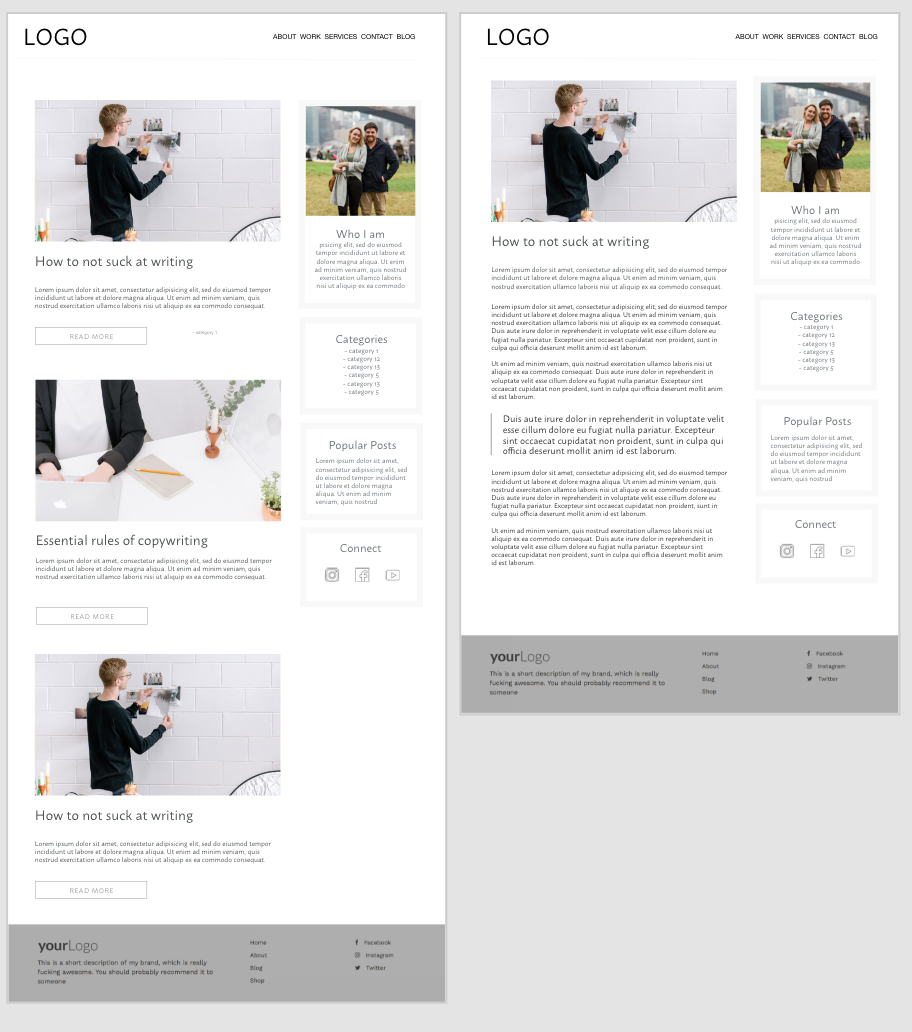 LOGO
ABOUT WORK SERVICES CONTACT BLOG
How to not suck at writing
Lorem ipsum dolor sit amet, consectetur adipisicing elit, sed do eiusmod tempor
incididunt ut labore et dolore magna aliqua. Ut enim ad minim veniam, quis
nostrud exercitation ullamco laboris nisi ut aliquip ex ea commodo consequat.
READ MORE
- category 1
Essential rules of copywriting
Lorem ipsum dolor sit amet, consectetur adipisicing elit, sed do eiusmod tempor
incididunt ut labore et dolore magna aliqua. Ut enim ad minim veniam, quis
nostrud exercitation ullamco laboris nisi ut aliquip ex ea commodo consequat.
READ MORE
How to not suck at writing
Lorem ipsum dolor sit amet, consectetur adipisicing elit, sed do eiusmod tempor
incididunt ut labore et dolore magna aliqua. Ut enim ad minim veniam, quis
nostrud exercitation ullamco laboris nisi ut aliquip ex ea commodo consequat.
READ MORE
Who I am
pisicing elit, sed do eiusmod
tempor incididunt ut labore et
dolore magna aliqua. Ut enim
ad minim veniam, quis nostrud
exercitation ullamco laboris
nisi ut aliquip ex ea commodo
Categories
- category 1
- category 12
- category 13
- category 5
- category 13
- category 5
Popular Posts
Lorem ipsum dolor sit amet,
consectetur adipisicing elit, sed
do eiusmod tempor incididunt
ut labore et dolore magna
aliqua. Ut enim ad minim
veniam, quis nostrud
Connect
yourLogo
This is a short description of my brand, which is really
fucking awesome. You should probably recommend it to
someone
Home
About
Blog
Shop
Facebook
Instagram
Twitter
LOGO
ABOUT WORK SERVICES CONTACT BLOG
How to not suck at writing
Lorem ipsum dolor sit amet, consectetur adipisicing elit, sed do eiusmod tempor
incididunt ut labore et dolore magna aliqua. Ut enim ad minim veniam, quis
nostrud exercitation ullamco laboris nisi ut aliquip ex ea commodo consequat.
Lorem ipsum dolor sit amet, consectetur adipisicing elit, sed do eiusmod tempor
incididunt ut labore et dolore magna aliqua. Ut enim ad minim veniam, quis
nostrud exercitation ullamco laboris nisi ut aliquip ex ea commodo consequat.
Duis aute irure dolor in reprehenderit in voluptate velit esse cillum dolore eu
fugiat nulla pariatur. Excepteur sint occaecat cupidatat non proident, sunt in
culpa qui officia deserunt mollit anim id est laborum.
Ut enim ad minim veniam, quis nostrud exercitation ullamco laboris nisi ut
aliquip ex ea commodo consequat. Duis aute irure dolor in reprehenderit in
voluptate velit esse cillum dolore eu fugiat nulla pariatur. Excepteur sint
occaecat cupidatat non proident, sunt in culpa qui officia deserunt mollit anim
id est laborum.
Duis aute irure dolor in reprehenderit in voluptate velit
esse cillum dolore eu fugiat nulla pariatur. Excepteur
sint occaecat cupidatat non proident, sunt in culpa qui
officia deserunt mollit anim id est laborum.
Lorem ipsum dolor sit amet, consectetur adipisicing elit, sed do eiusmod tempor
incididunt ut labore et dolore magna aliqua. Ut enim ad minim veniam, quis
nostrud exercitation ullamco laboris nisi ut aliquip ex ea commodo consequat.
Duis aute irure dolor in reprehenderit in voluptate velit esse cillum dolore eu
fugiat nulla pariatur. Excepteur sint occaecat cupidatat non proident, sunt in
culpa qui officia deserunt mollit anim id est laborum.
Ut enim ad minim veniam, quis nostrud exercitation ullamco laboris nisi ut
aliquip ex ea commodo consequat. Duis aute irure dolor in reprehenderit in
voluptate velit esse cillum dolore eu fugiat nulla pariatur. Excepteur sint
occaecat cupidatat non proident, sunt in culpa qui officia deserunt mollit anim
id est laborum.
Who I am
pisicing elit, sed do eiusmod
tempor incididunt ut labore et
dolore magna aliqua. Ut enim
ad minim veniam, quis nostrud
exercitation ullamco laboris
nisi ut aliquip ex ea commodo
Categories
- category 1
- category 12
- category 13
- category 5
- category 13
- category 5
Popular Posts
Lorem ipsum dolor sit amet,
consectetur adipisicing elit, sed
do eiusmod tempor incididunt
ut labore et dolore magna
aliqua. Ut enim ad minim
veniam, quis nostrud
Connect
yourLogo
This is a short description of my brand, which is really
fucking awesome. You should probably recommend it to
someone
Home
About
Blog
Shop
Facebook
Instagram
Twitter